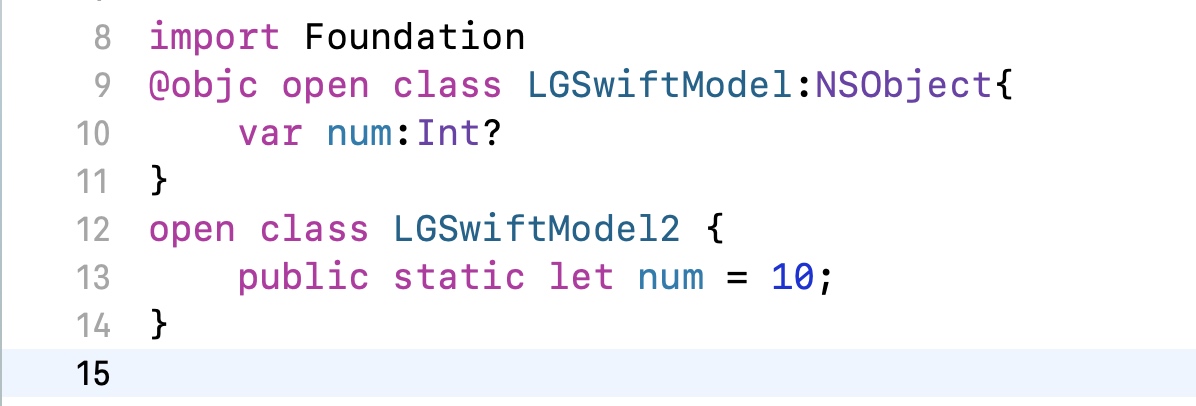 8 import Foundation
9 @objc open class LGSwiftModel:NSObject{
10 var num:Int?
11 }
12 open class LGSwiftModel2 {
13 public static let num = 10;
14 }
15